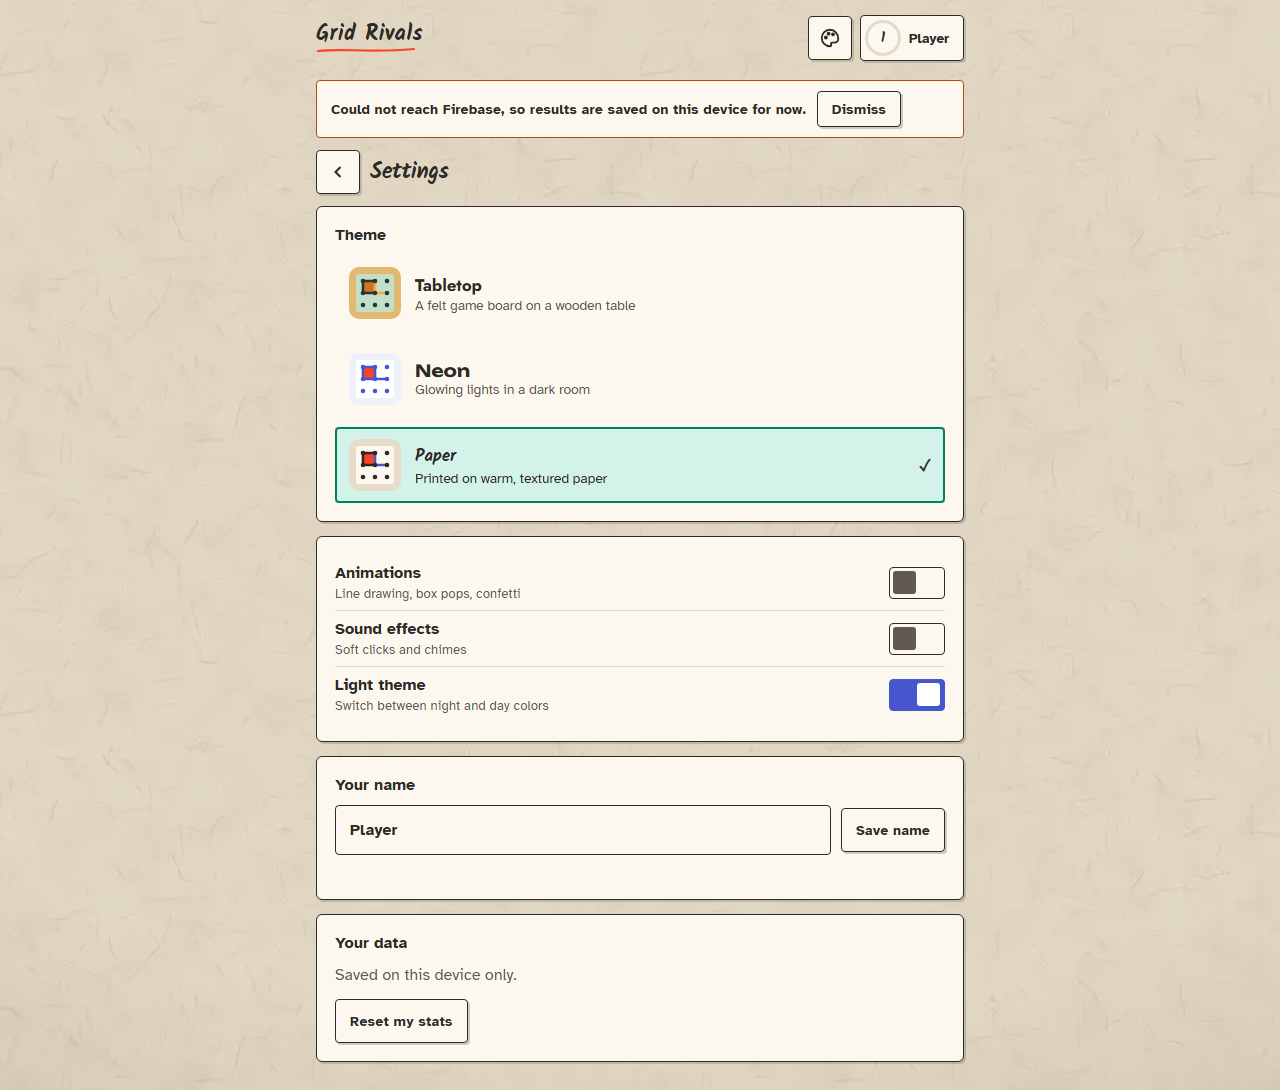 Grid Rivals
1
Player
Could not reach Firebase, so results are saved on this device for now.
Dismiss
Settings
Theme
Tabletop
A felt game board on a wooden table
Neon
Glowing lights in a dark room
Paper
Printed on warm, textured paper
Animations
Line drawing, box pops, confetti
Sound effects
Soft clicks and chimes
Light theme
Switch between night and day colors
Your name
Player
Save name
Your data
Saved on this device only.
Reset my stats